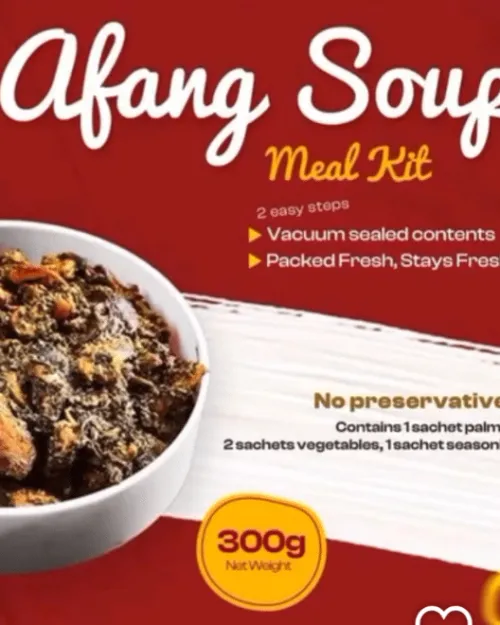 Afang Soup
Meal Kit
2 easy steps
Vacuum sealed contents
Packed Fresh, Stays Fres
No preservative
Contains 1 sachet palm
2 sachets vegetables, 1 sachet season
300g
Net Weight